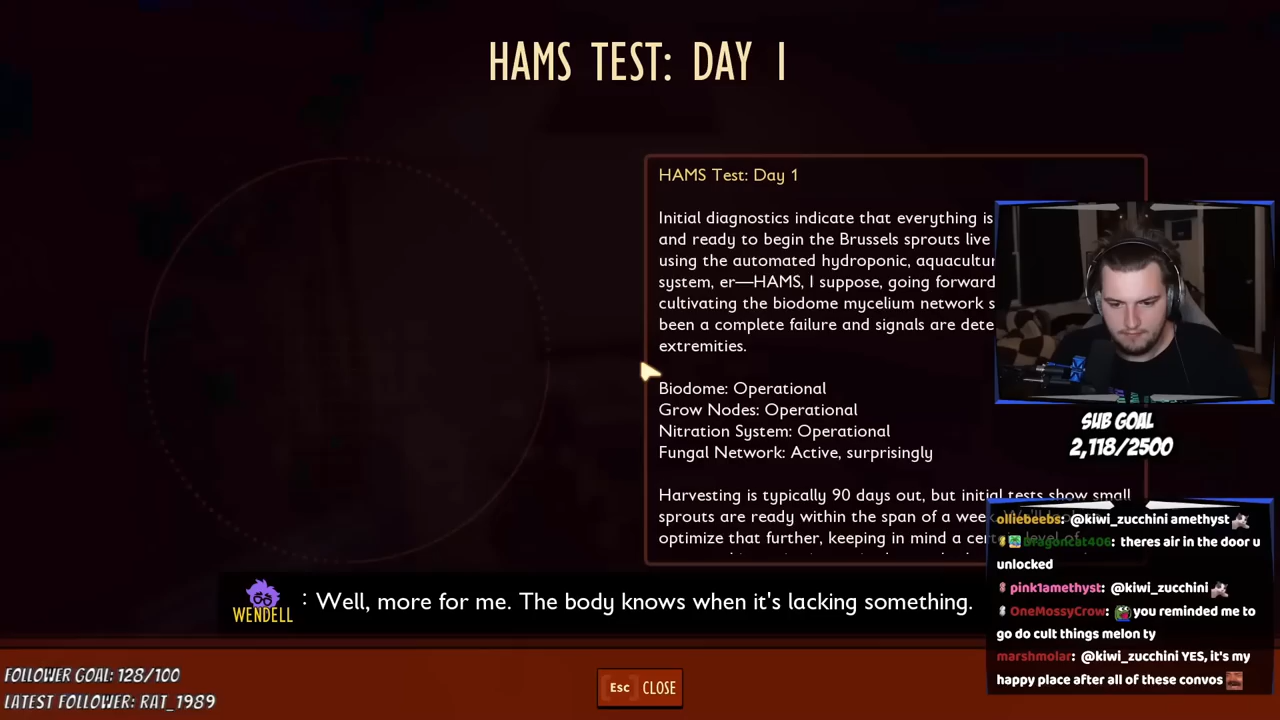 HAMS TEST: DAY 1
HAMS Test: Day 1
Initial diagnostics indicate that everything is
and ready to begin the Brussels sprouts live
using the automated hydroponic, aquacultur
system, er—HAMS, I suppose, going forward
cultivating the biodome mycelium network s
been a complete failure and signals are dete
extremities.
Biodome: Operational
Grow Nodes: Operational
Nitration System: Operational
Fungal Network: Active, surprisingly
Harvesting is typically 90 days out, but initial tests show small
sprouts are ready within the span of a week
optimize that further, keeping in mind a cert level of
WENDELL : Well, more for me. The body knows when it's lacking something.
SUB GOAL
2,118/2500
olliebeebs: @kiwi_zucchini amethyst
Dragoncat406: theres air in the door u
unlocked
pink1amethyst: @kiwi_zucchini
OneMossyCrow: you reminded me to
go do cult things melon ty
marshmolar: @kiwi_zucchini YES, it's my
happy place after all of these convos
FOLLOWER GOAL: 128/100
LATEST FOLLOWER: RAT_1989
Esc CLOSE